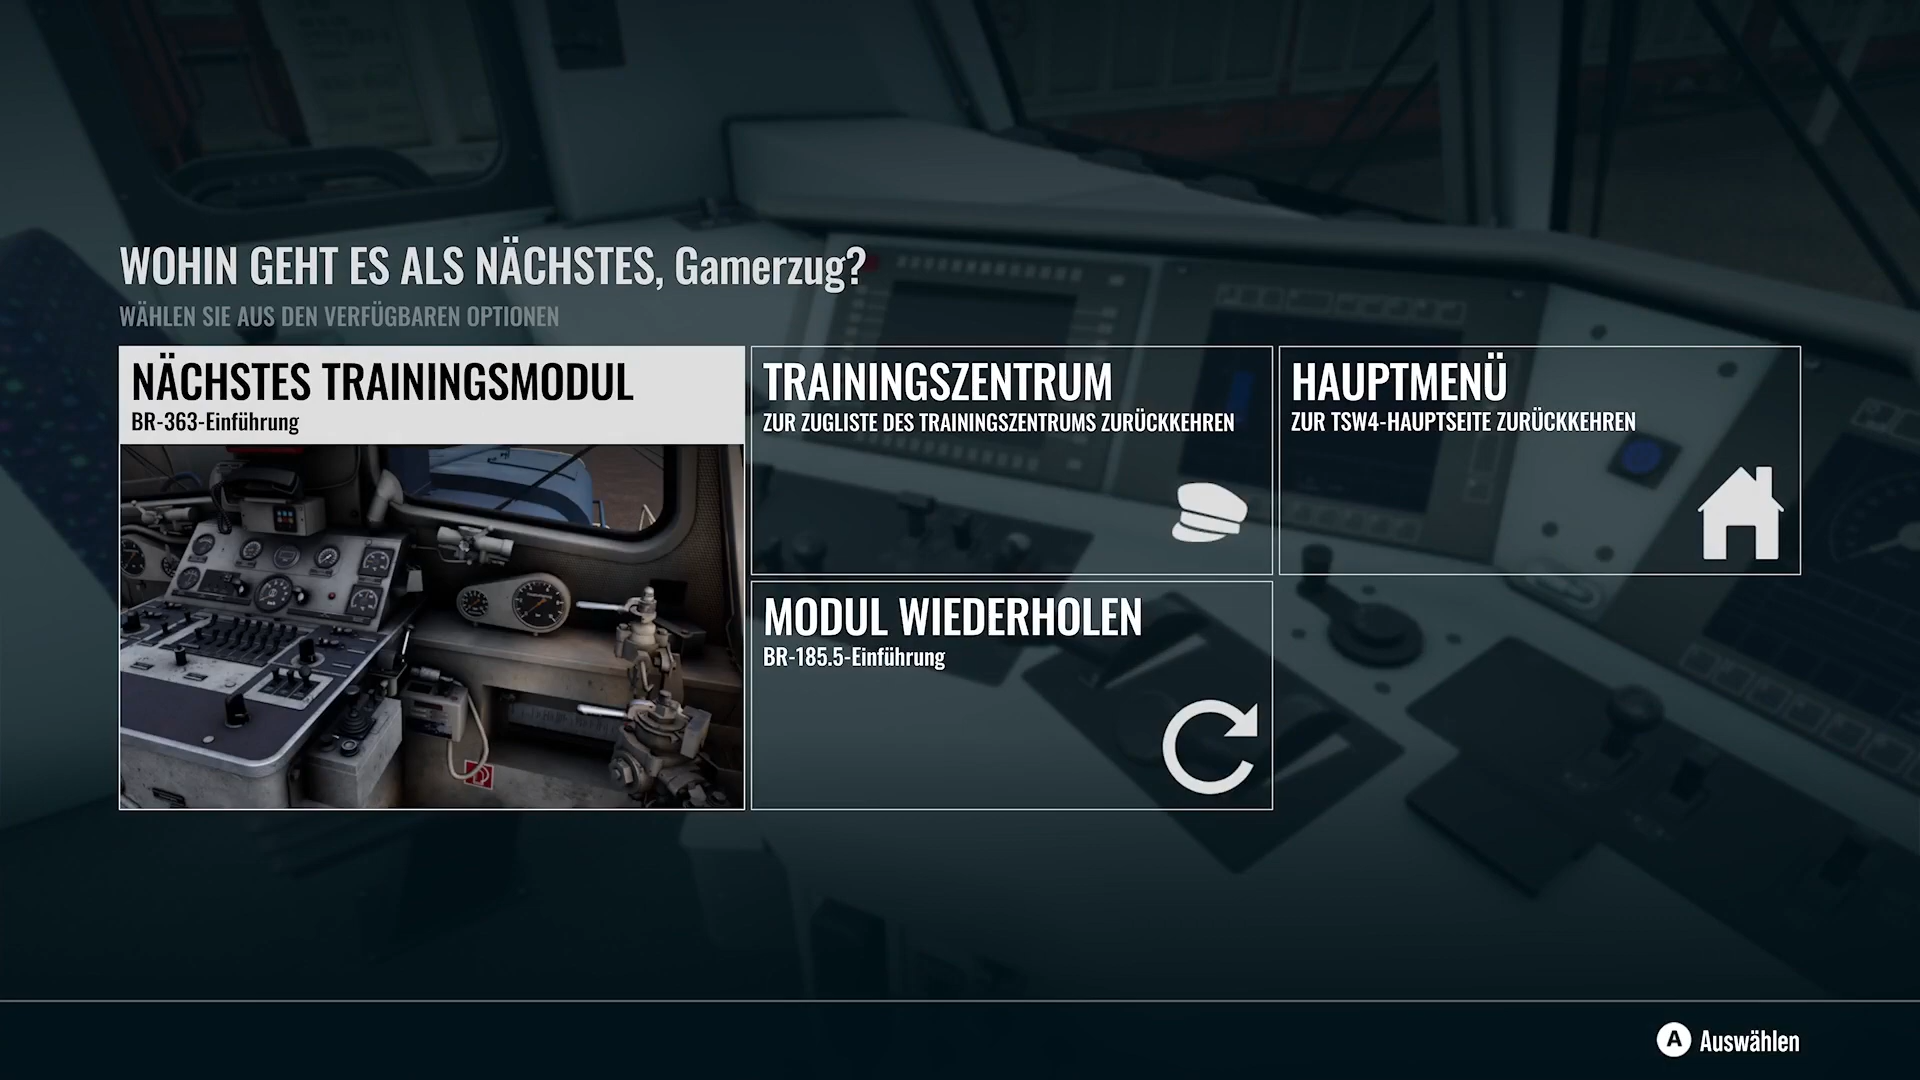 WOHIN GEHT ES ALS NÄCHSTES, Gamerzug?
WÄHLEN SIE AUS DEN VERFÜGBAREN OPTIONEN
NÄCHSTES TRAININGSMODUL
BR-363-Einführung
TRAININGSZENTRUM
ZUR ZUGLISTE DES TRAININGSZENTRUMS ZURÜCKKEHREN
HAUPTMENÜ
ZUR TSW4-HAUPTSEITE ZURÜCKKEHREN
MODUL WIEDERHOLEN
BR-185.5-Einführung
A Auswählen